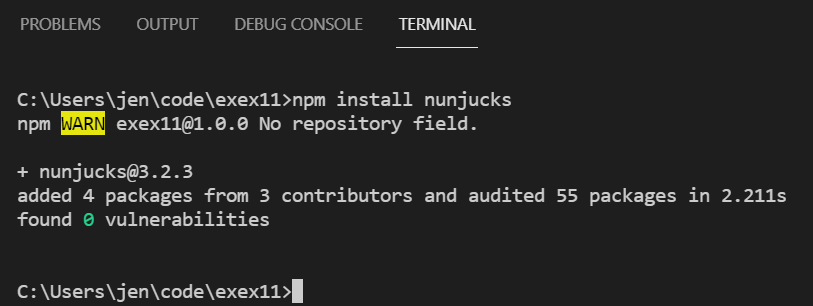 PROBLEMS OUTPUT DEBUG CONSOLE TERMINAL
C:\Users\jen\code\exex11>npm install nunjucks
npm WARN exex11@1.0.0 No repository field.
+ nunjucks@3.2.3
added 4 packages from 3 contributors and audited 55 packages in 2.211s
found 0 vulnerabilities
C:\Users\jen\code\exex11>